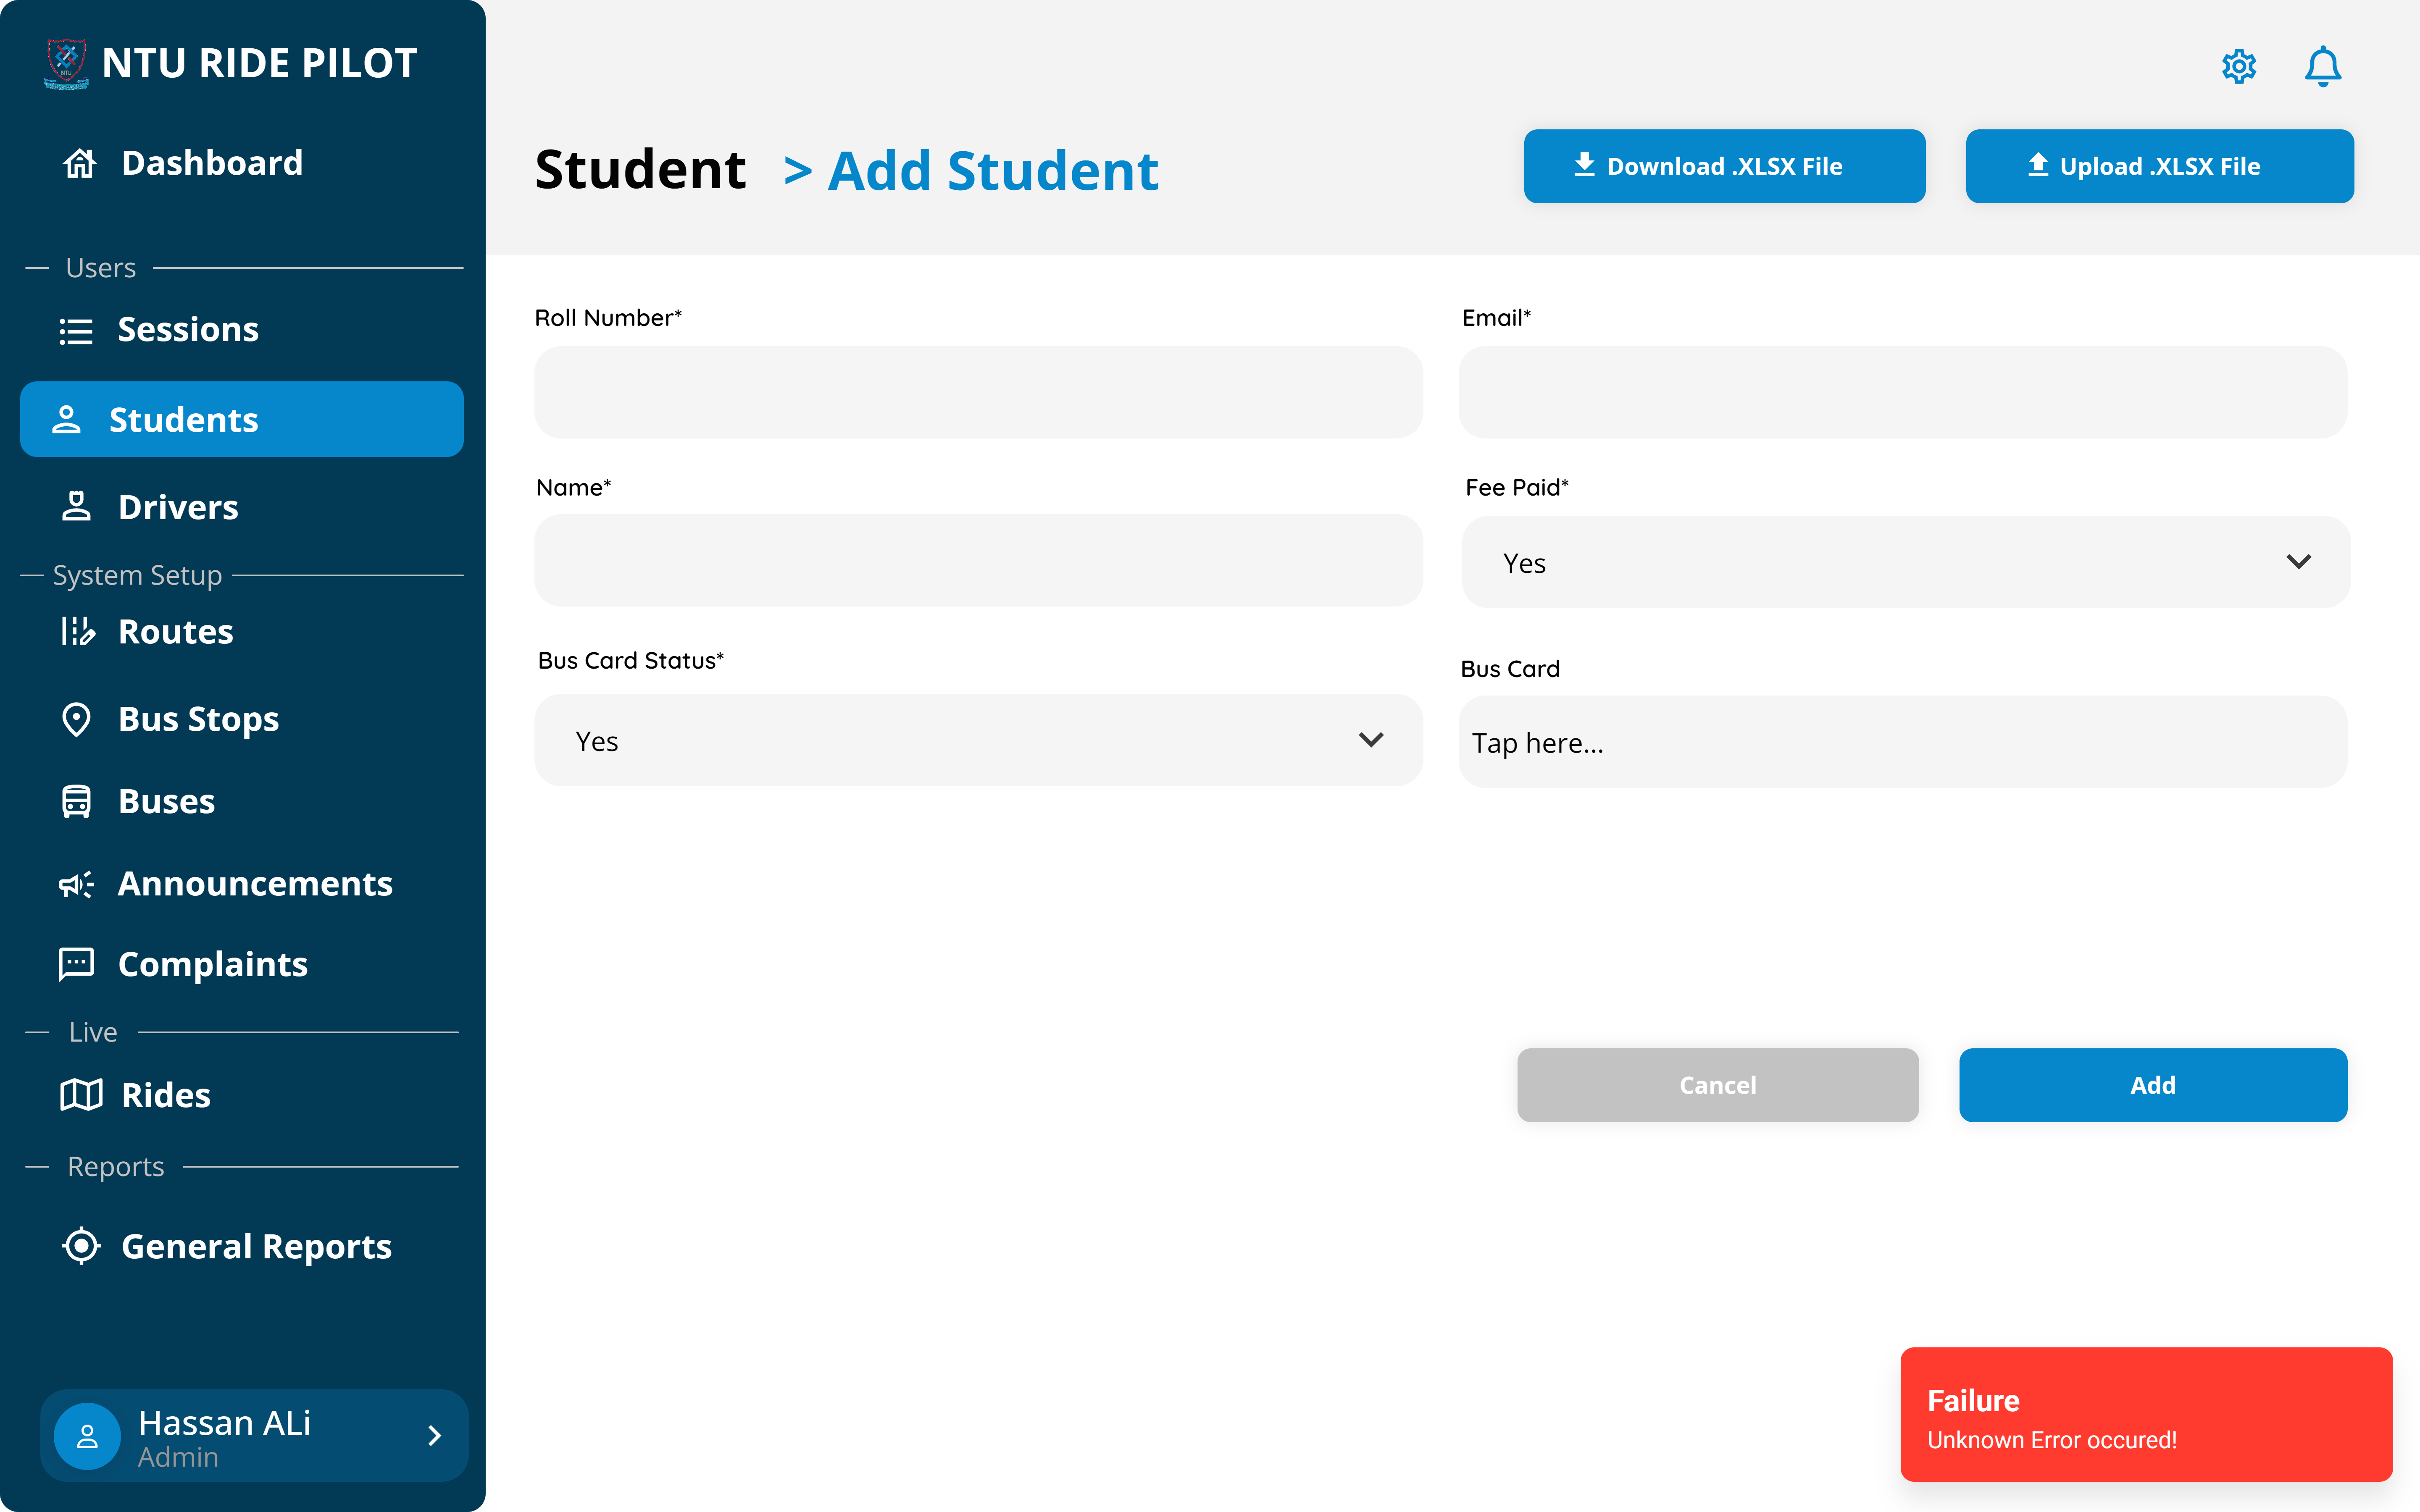 NTU RIDE PILOT
Dashboard
Users
Sessions
Students
Drivers
System Setup
Routes
Bus Stops
Buses
Announcements
Complaints
Live
Rides
Reports
General Reports
Hassan ALi
Admin
Student > Add Student
Download .XLSX File
Upload .XLSX File
Roll Number*
Email*
Name*
Fee Paid*
Yes
Bus Card Status*
Bus Card
Yes
Tap here...
Cancel
Add
Failure
Unknown Error occured!